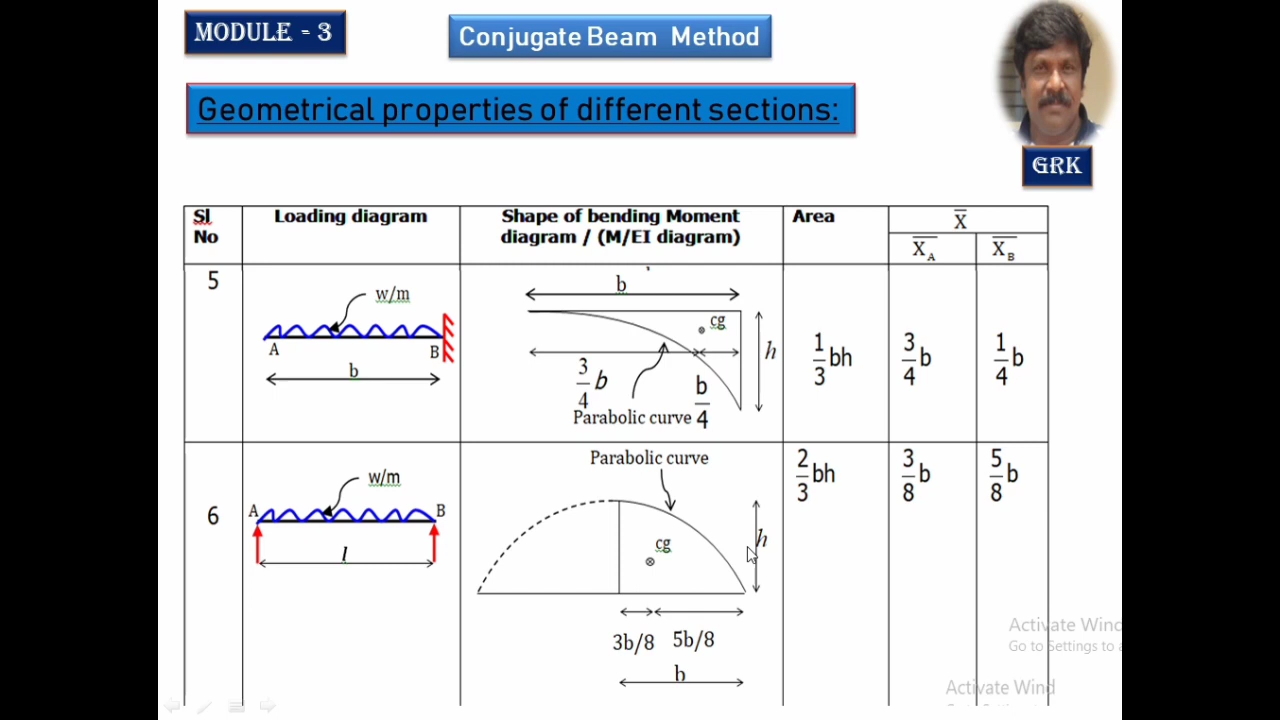 MODULE - 3
Conjugate Beam Method
Geometrical properties of different sections:
GRK
Sl No
Loading diagram
Shape of bending Moment
diagram / (M/EI diagram)
Area
X̅
X̅A
X̅B
5
w/m
A
B
b
b
cg
h
3/4 b
b/4
Parabolic curve
1/3 bh
3/4 b
1/4 b
6
w/m
A
B
l
Parabolic curve
cg
h
3b/8
5b/8
b
2/3 bh
3/8 b
5/8 b
Activate Wind
Go to Settings to a
Activate Wind